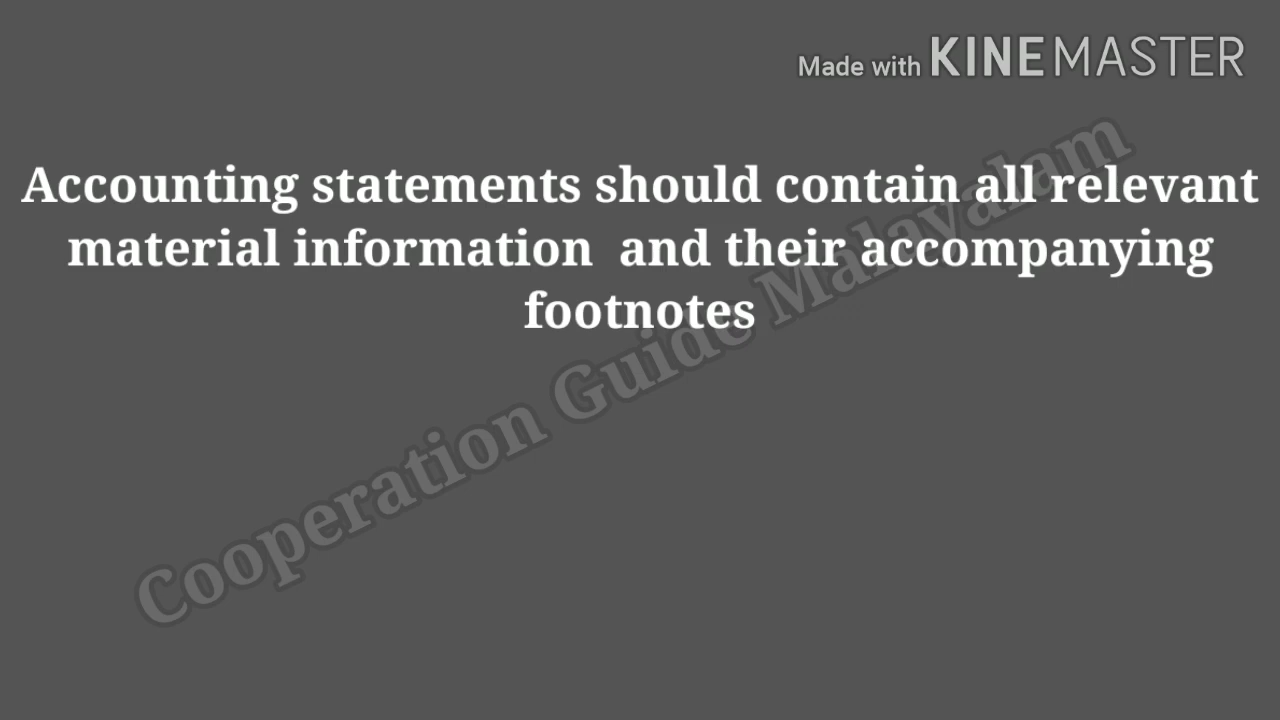 Made with KINEMASTER
Accounting statements should contain all relevant
material information  and their accompanying
footnotes
Cooperation Guide Malayalam